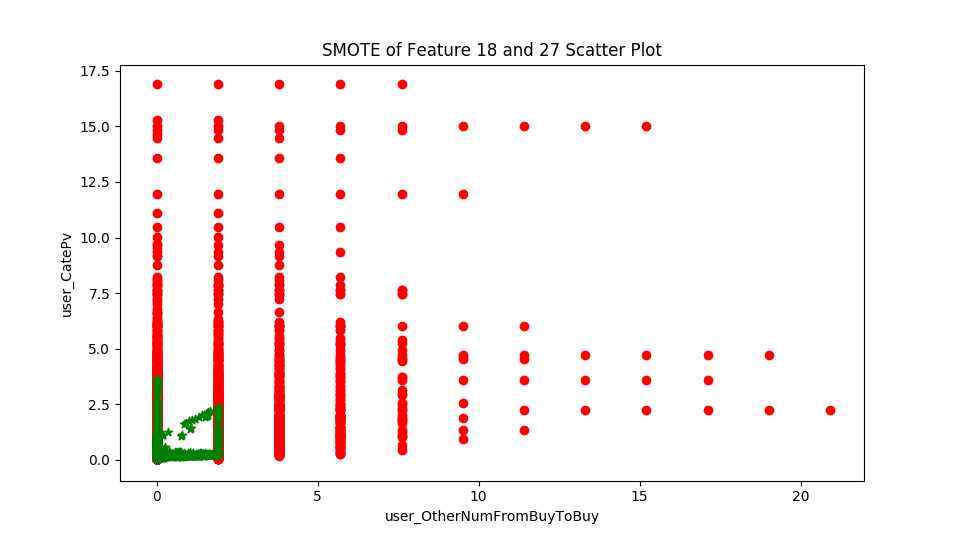 SMOTE of Feature 18 and 27 Scatter Plot
17.5
15.0
12.5
10.0
7.5
5.0
2.5
0.0
user_CatePv
0 5 10 15 20
user_OtherNumFromBuyToBuy